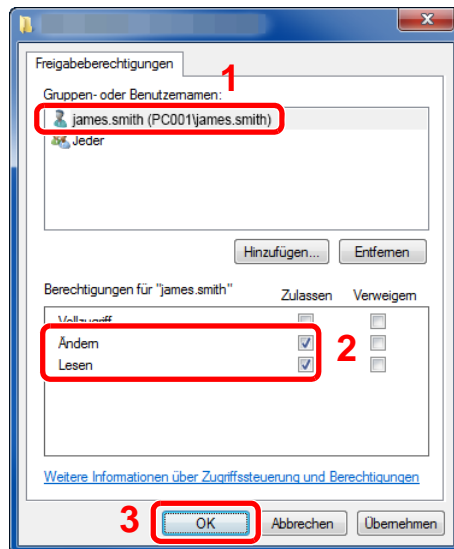 Freigabeberechtigungen
1
Gruppen- oder Benutzernamen:
james.smith (PC001\james.smith)
Jeder
Hinzufügen... Entfernen
Berechtigungen für "james.smith" Zulassen Verweigern
Vollzugriff
Ändern
2
Lesen
Weitere Informationen über Zugriffssteuerung und Berechtigungen
3 OK Abbrechen Übernehmen